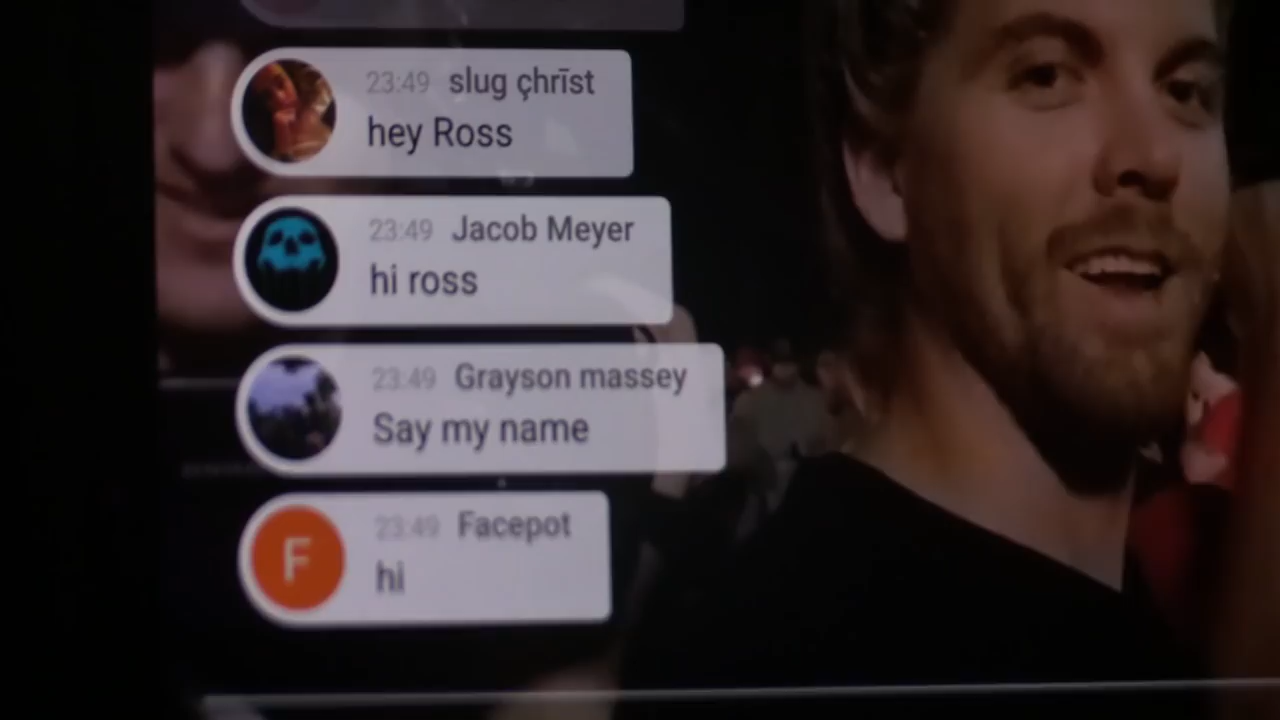 23:49 slug çhrīst
hey Ross
23:49 Jacob Meyer
hi ross
23:49 Grayson massey
Say my name
F
23:49 Facepot
hi